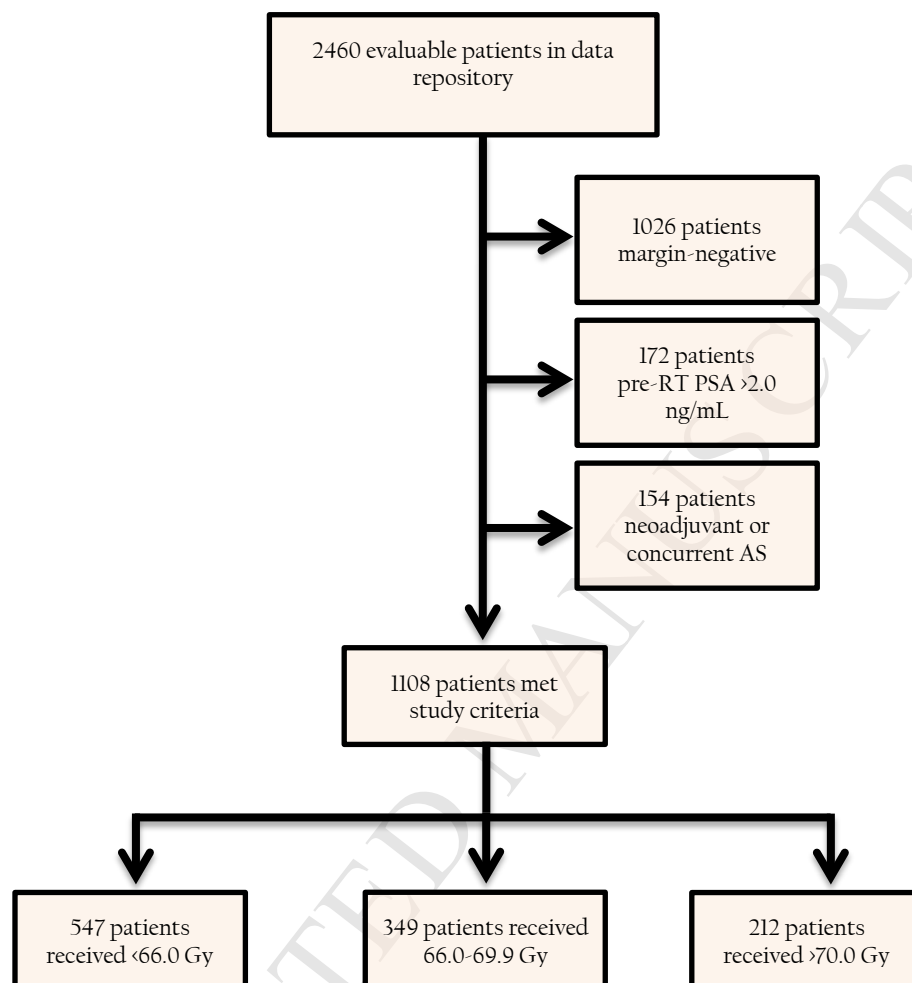 2460 evaluable patients in data
repository
1026 patients
margin-negative
172 patients
pre-RT PSA >2.0
ng/mL
154 patients
neoadjuvant or
concurrent AS
1108 patients met
study criteria
547 patients
received <66.0 Gy
349 patients received
66.0-69.9 Gy
212 patients
received >70.0 Gy
TED MANUSCRIP